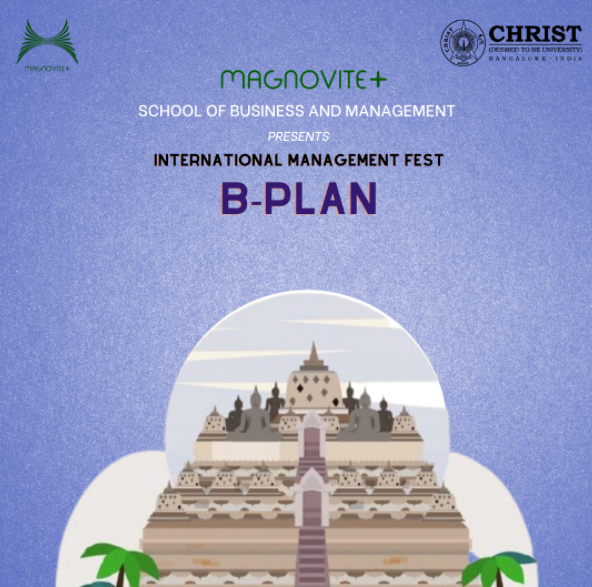 MAGNOVITE+
CHRIST
(DEEMED TO BE UNIVERSITY)
BANGALORE · INDIA
MAGNOVITE+
SCHOOL OF BUSINESS AND MANAGEMENT
PRESENTS
INTERNATIONAL MANAGEMENT FEST
B-PLAN